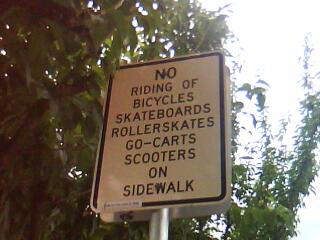 NO
RIDING OF
BICYCLES
SKATEBOARDS
ROLLERSKATES
GO-CARTS
SCOOTERS
ON
SIDEWALK